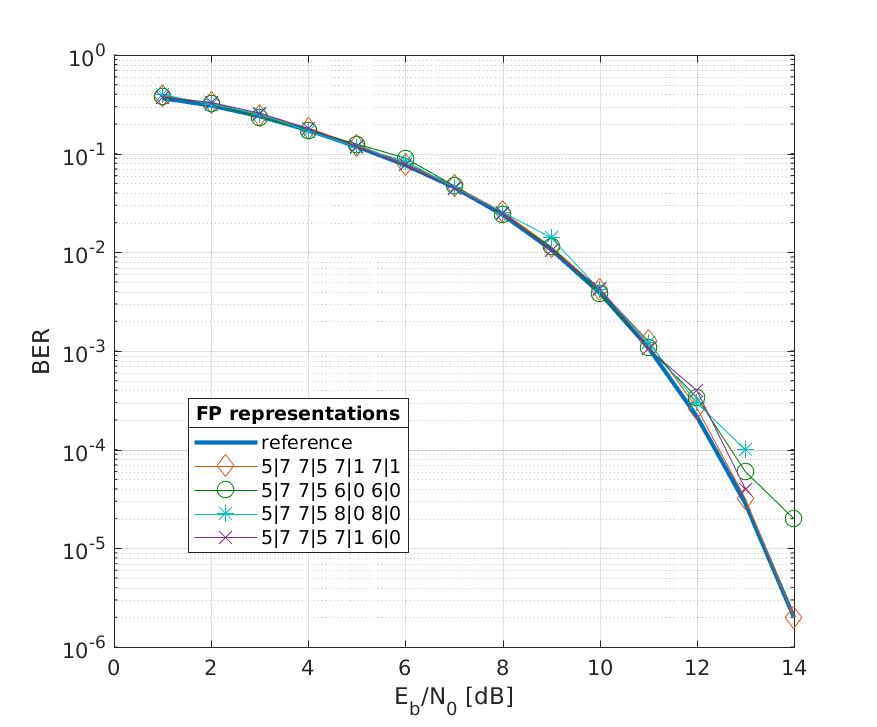 10^0
10^-1
10^-2
10^-3
10^-4
10^-5
10^-6
BER
FP representations
reference
5|7 7|5 7|1 7|1
5|7 7|5 6|0 6|0
5|7 7|5 8|0 8|0
5|7 7|5 7|1 6|0
0 2 4 6 8 10 12 14
E_b/N_0 [dB]